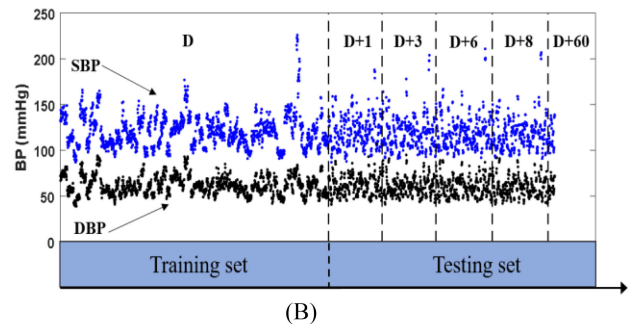 250
200
150
100
50
0
BP (mmHg)
D
D+1
D+3
D+6
D+8
D+60
SBP
DBP
Training set
Testing set
(B)